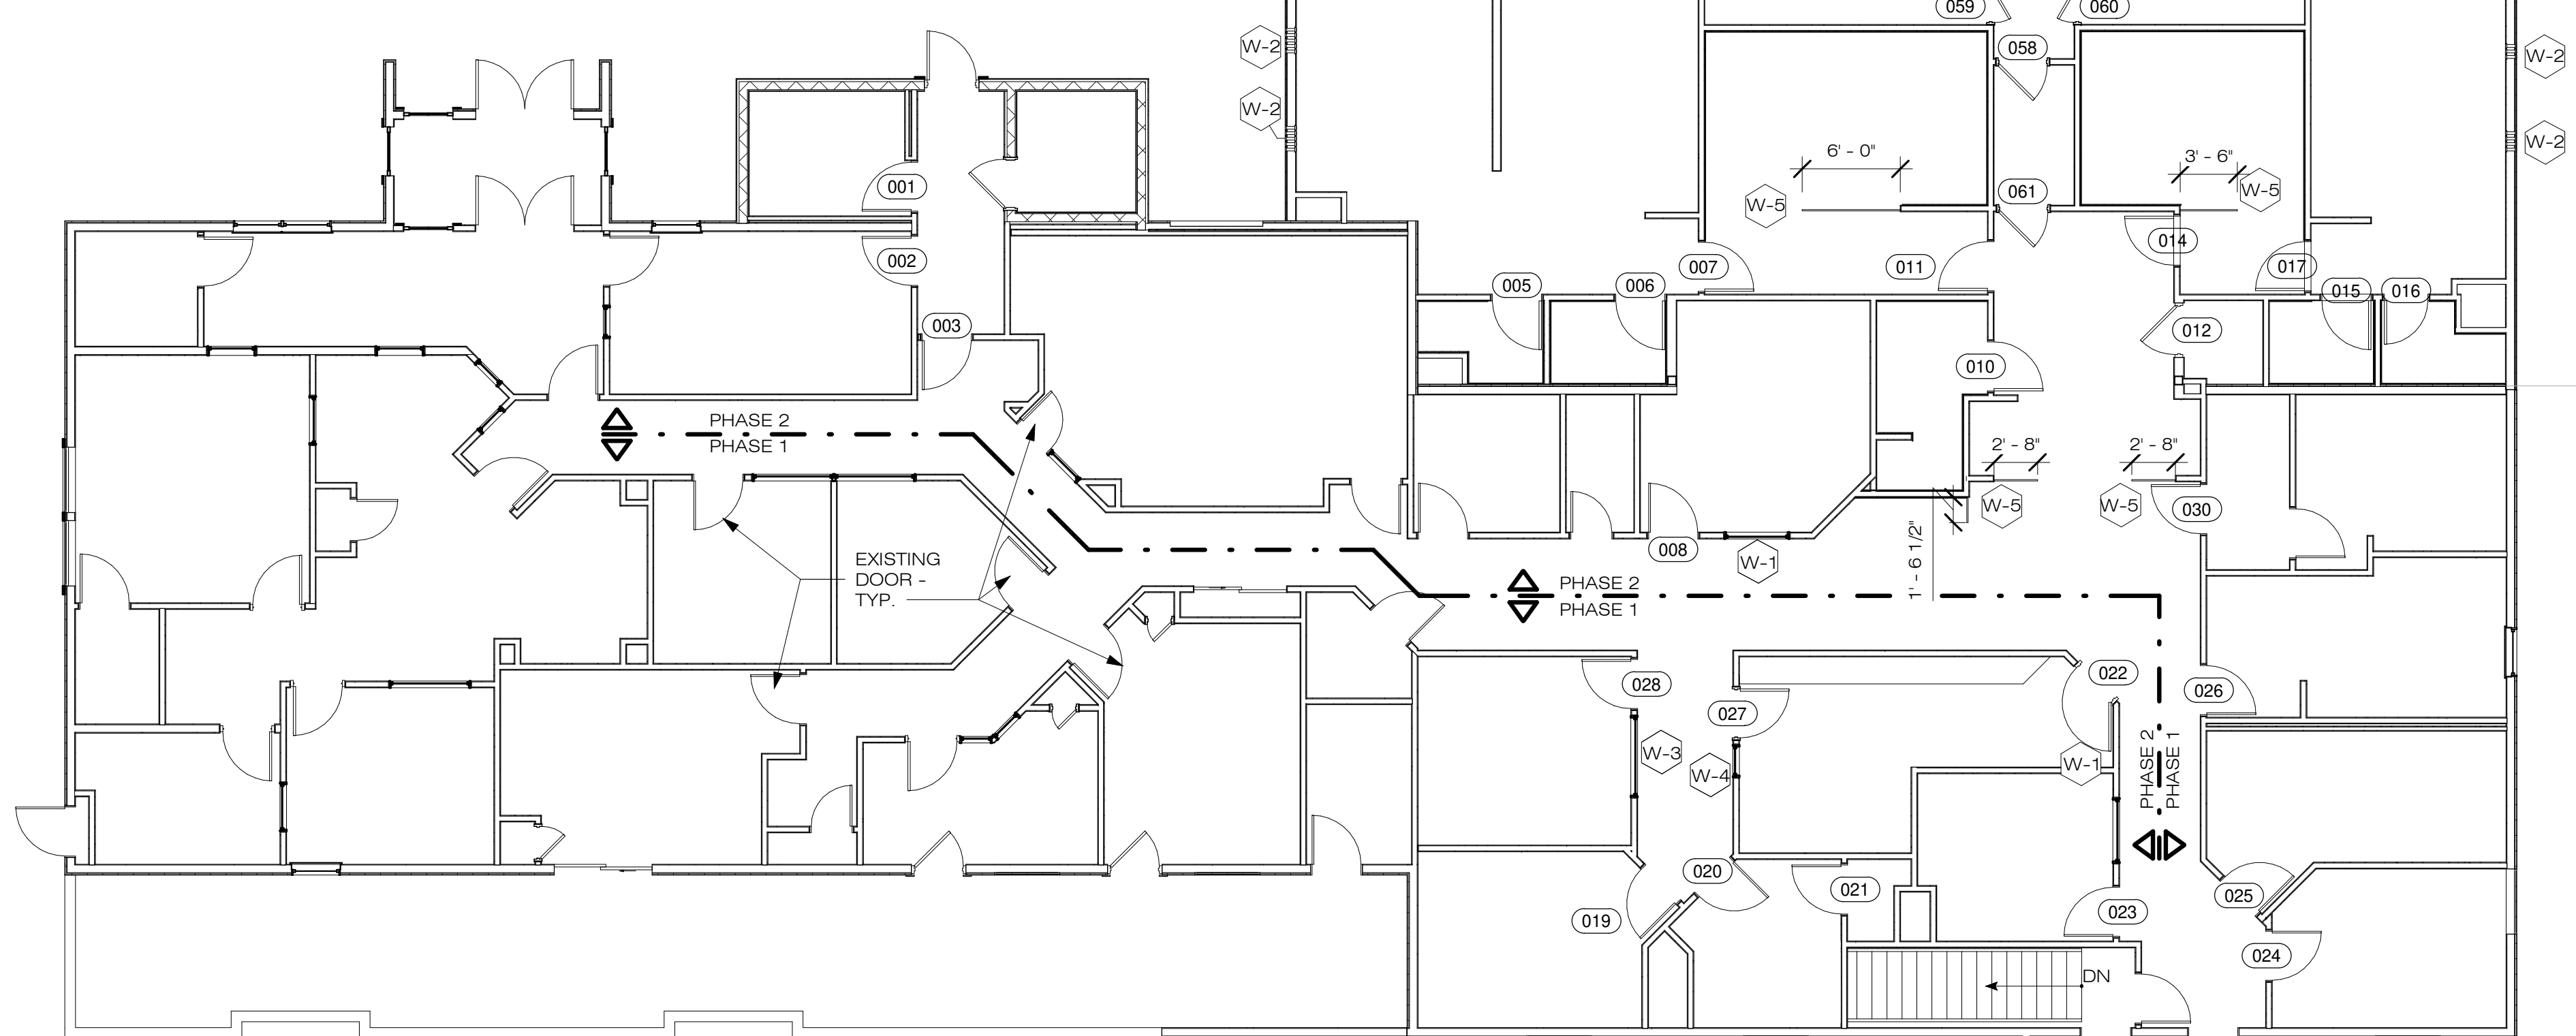 059
060
W-2
058
W-2
W-2
6' - 0"
W-2
3' - 6"
001
061
W-5
W-5
002
014
007
011
017
005
006
015
016
003
012
010
PHASE 2
PHASE 1
2' - 8"
2' - 8"
W-5
W-5
030
008
W-1
1' - 6 1/2"
EXISTING
DOOR -
TYP.
PHASE 2
PHASE 1
022
028
026
027
W-3
W-4
W-1
PHASE 2
PHASE 1
020
021
025
019
023
024
DN